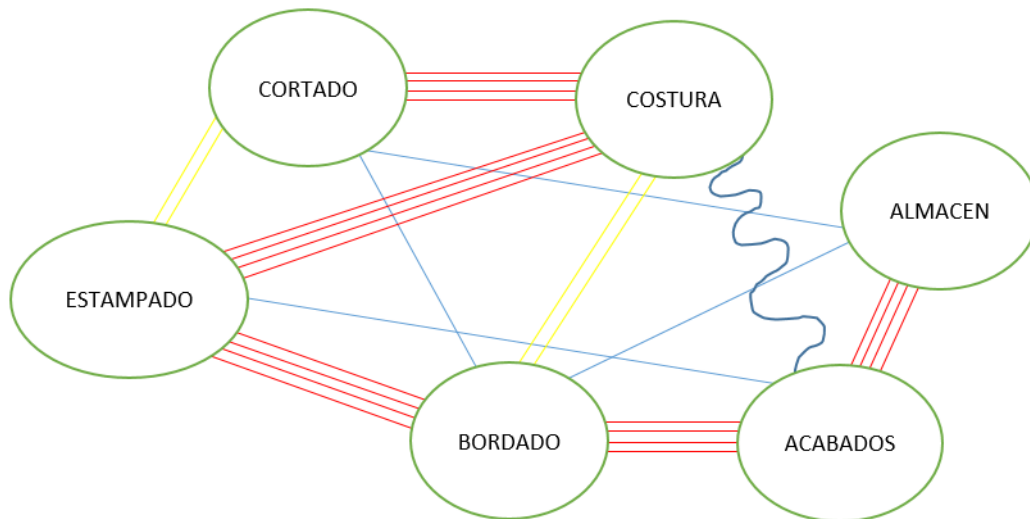 CORTADO
COSTURA
ALMACEN
ESTAMPADO
BORDADO
ACABADOS